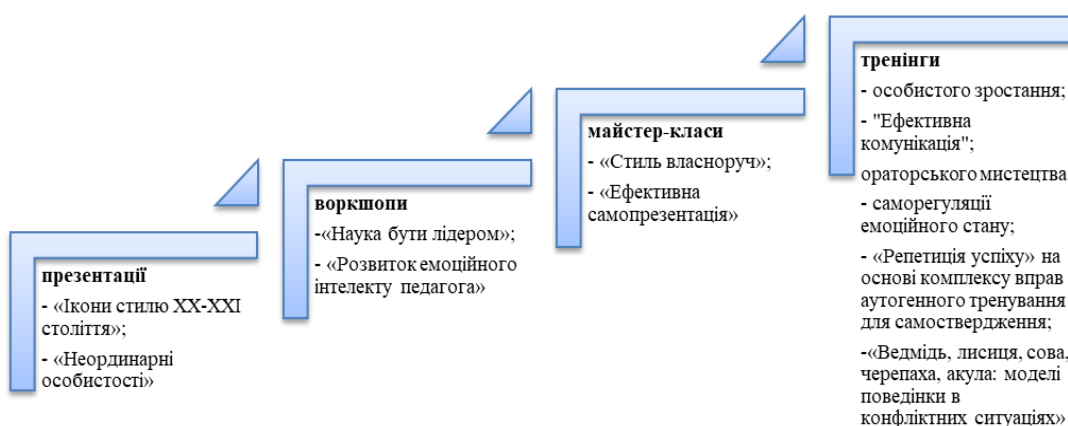 презентації
- «Ікони стилю XX-XXI
століття»;
- «Неординарні
особистості»
воркшопи
-«Наука бути лідером»;
- «Розвиток емоційного
інтелекту педагога»
майстер-класи
- «Стиль власноруч»;
- «Ефективна
самопрезентація»
тренінги
- особистого зростання;
- "Ефективна
комунікація";
ораторського мистецтва
- саморегуляції
емоційного стану;
- «Репетиція успіху» на
основі комплексу вправ
аутогенного тренування
для самоствердження;
-«Ведмідь, лисиця, сова,
черепаха, акула: моделі
поведінки в
конфліктних ситуаціях»